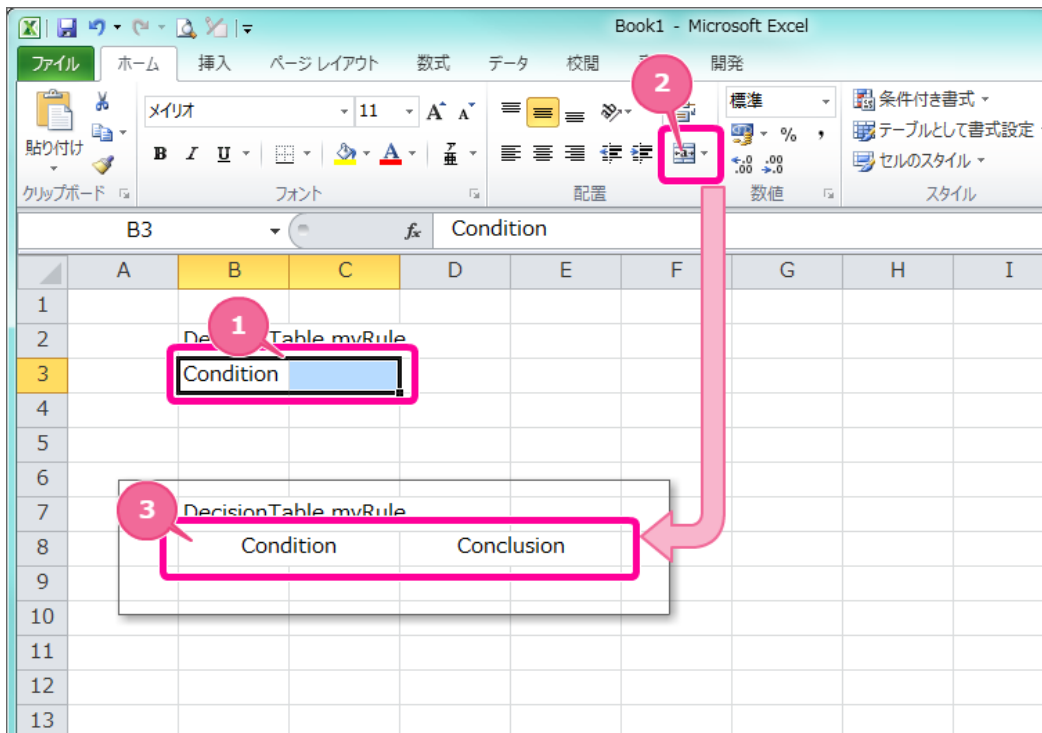 Book1 - Microsoft Excel
ファイル ホーム 挿入 ページ レイアウト 数式 データ 校閲 開発
2
メイリオ 11 A A 標準 条件付き書式
貼り付け B I U A % , テーブルとして書式設定
.0 .00 .00 .0 セルのスタイル
クリップボード フォント 配置 数値 スタイル
B3 fx Condition
A B C D E F G H I
1
2 1
3 Condition
4
5
6
7 3 DecisionTable myRule
8 Condition Conclusion
9
10
11
12
13